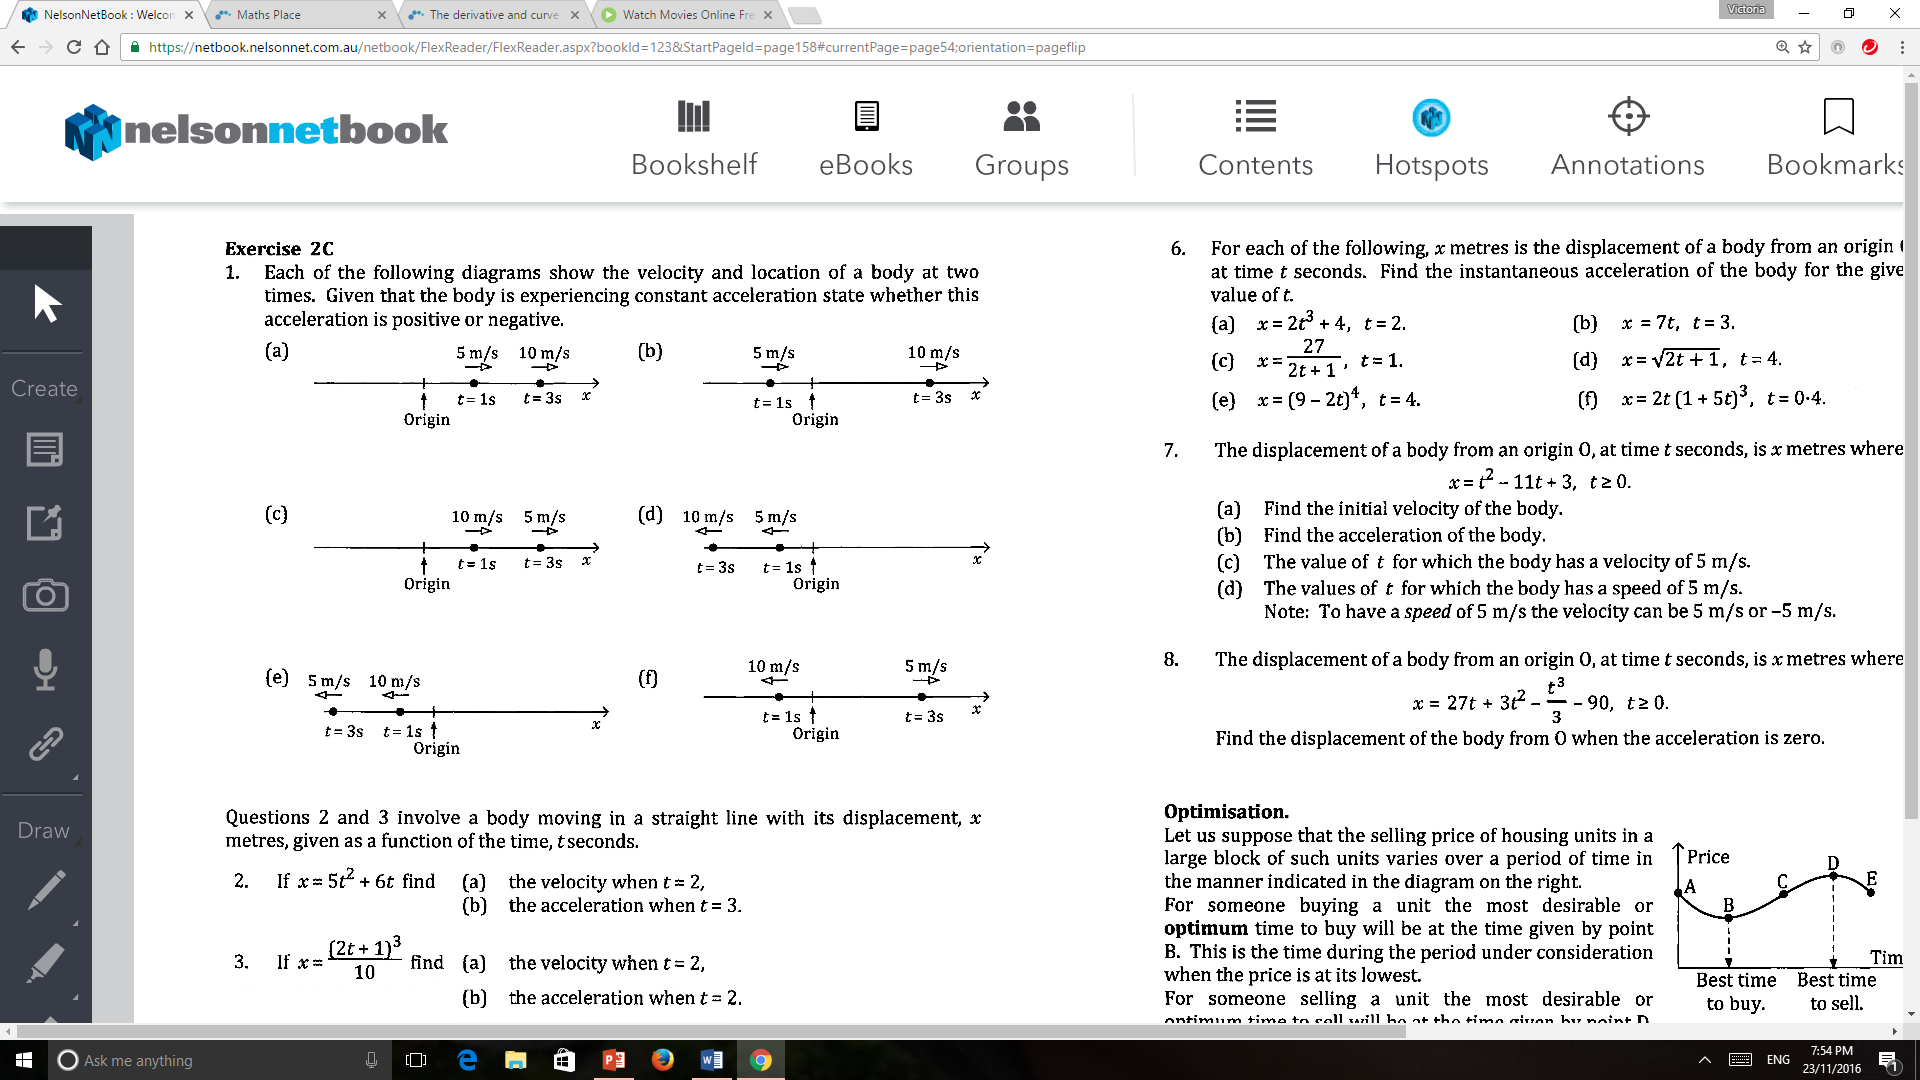 NelsonNetBook : Welcon
Maths Place
The derivative and curve
Watch Movies Online Fre
Victoria
https://netbook.nelsonnet.com.au/netbook/FlexReader/FlexReader.aspx?bookId=123&StartPageId=page158#currentPage=page54;orientation=pageflip
nelsonnetbook
Bookshelf
eBooks
Groups
Contents
Hotspots
Annotations
Bookmarks
Create
Draw
Exercise 2C
1. Each of the following diagrams show the velocity and location of a body at two
times. Given that the body is experiencing constant acceleration state whether this
acceleration is positive or negative.
(a) 5 m/s 10 m/s
t = 1s t = 3s x
Origin
(b) 5 m/s 10 m/s
t = 1s t = 3s x
Origin
(c) 10 m/s 5 m/s
t = 1s t = 3s x
Origin
(d) 10 m/s 5 m/s
t = 3s t = 1s x
Origin
(e) 5 m/s 10 m/s
t = 3s t = 1s x
Origin
(f) 10 m/s 5 m/s
t = 1s t = 3s x
Origin
Questions 2 and 3 involve a body moving in a straight line with its displacement, x
metres, given as a function of the time, t seconds.
2. If x = 5t² + 6t find (a) the velocity when t = 2,
(b) the acceleration when t = 3.
3. If x = (2t + 1)³ / 10 find (a) the velocity when t = 2,
(b) the acceleration when t = 2.
6. For each of the following, x metres is the displacement of a body from an origin
at time t seconds. Find the instantaneous acceleration of the body for the give
value of t.
(a) x = 2t³ + 4, t = 2. (b) x = 7t, t = 3.
(c) x = 27 / 2t + 1, t = 1. (d) x = √2t + 1, t = 4.
(e) x = (9 – 2t)⁴, t = 4. (f) x = 2t (1 + 5t)³, t = 0·4.
7. The displacement of a body from an origin O, at time t seconds, is x metres where
x = t² – 11t + 3, t ≥ 0.
(a) Find the initial velocity of the body.
(b) Find the acceleration of the body.
(c) The value of t for which the body has a velocity of 5 m/s.
(d) The values of t for which the body has a speed of 5 m/s.
Note: To have a speed of 5 m/s the velocity can be 5 m/s or –5 m/s.
8. The displacement of a body from an origin O, at time t seconds, is x metres where
x = 27t + 3t² – t³ / 3 – 90, t ≥ 0.
Find the displacement of the body from O when the acceleration is zero.
Optimisation.
Let us suppose that the selling price of housing units in a
large block of such units varies over a period of time in
the manner indicated in the diagram on the right.
For someone buying a unit the most desirable or
optimum time to buy will be at the time given by point
B. This is the time during the period under consideration
when the price is at its lowest.
For someone selling a unit the most desirable or
optimum time to sell will be at the time given by point D.
Price
A B C D E
Tim
Best time
to buy.
Best time
to sell.
Ask me anything
ENG
7:54 PM
23/11/2016
1